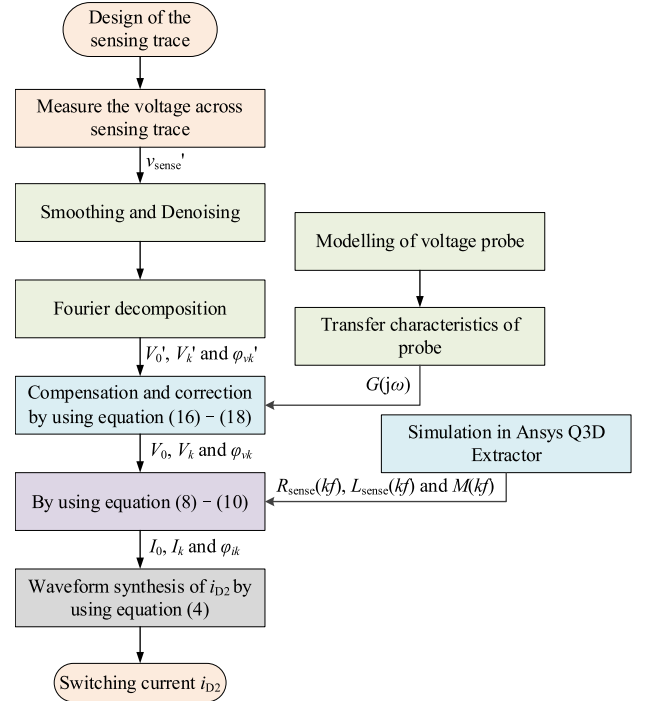 Design of the
sensing trace
Measure the voltage across
sensing trace
vsense'
Smoothing and Denoising
Modelling of voltage probe
Fourier decomposition
Transfer characteristics of
probe
V0', Vk' and φvk'
G(jω)
Compensation and correction
by using equation (16) − (18)
Simulation in Ansys Q3D
Extractor
V0, Vk and φvk
Rsense(kf), Lsense(kf) and M(kf)
By using equation (8) − (10)
I0, Ik and φik
Waveform synthesis of iD2 by
using equation (4)
Switching current iD2